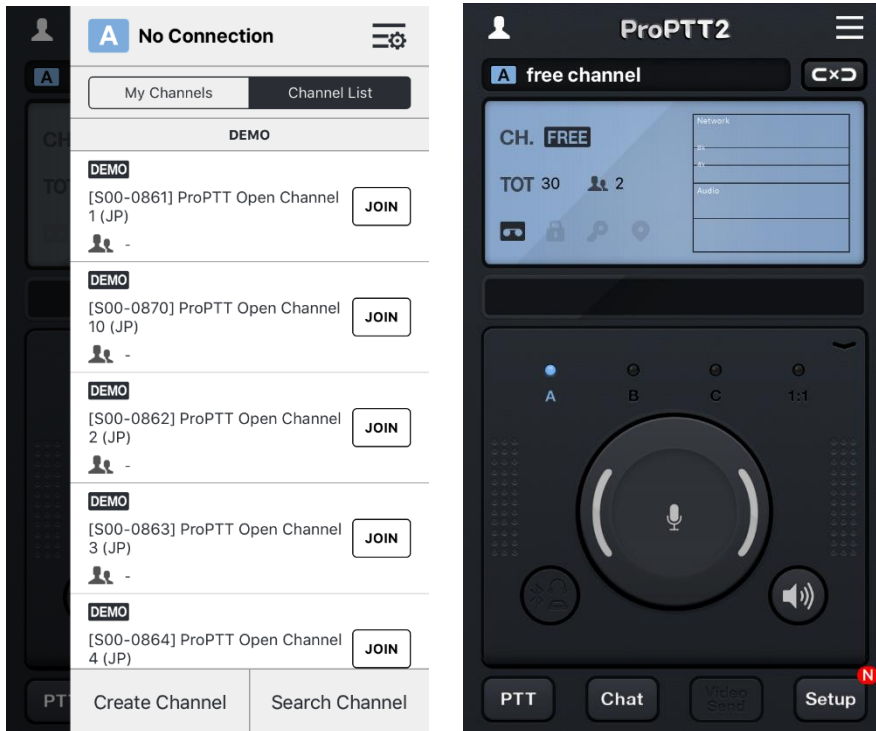 A No Connection
My Channels Channel List
DEMO
DEMO
[S00-0861] ProPTT Open Channel
1 (JP)
JOIN
-
DEMO
[S00-0870] ProPTT Open Channel
10 (JP)
JOIN
-
DEMO
[S00-0862] ProPTT Open Channel
2 (JP)
JOIN
-
DEMO
[S00-0863] ProPTT Open Channel
3 (JP)
JOIN
-
DEMO
[S00-0864] ProPTT Open Channel
4 (JP)
JOIN
Create Channel Search Channel
A
CH
TO
PT
ProPTT2
A free channel
CH. FREE
TOT 30 2
Network
Audio
A B C 1:1
PTT Chat Video Send Setup
N